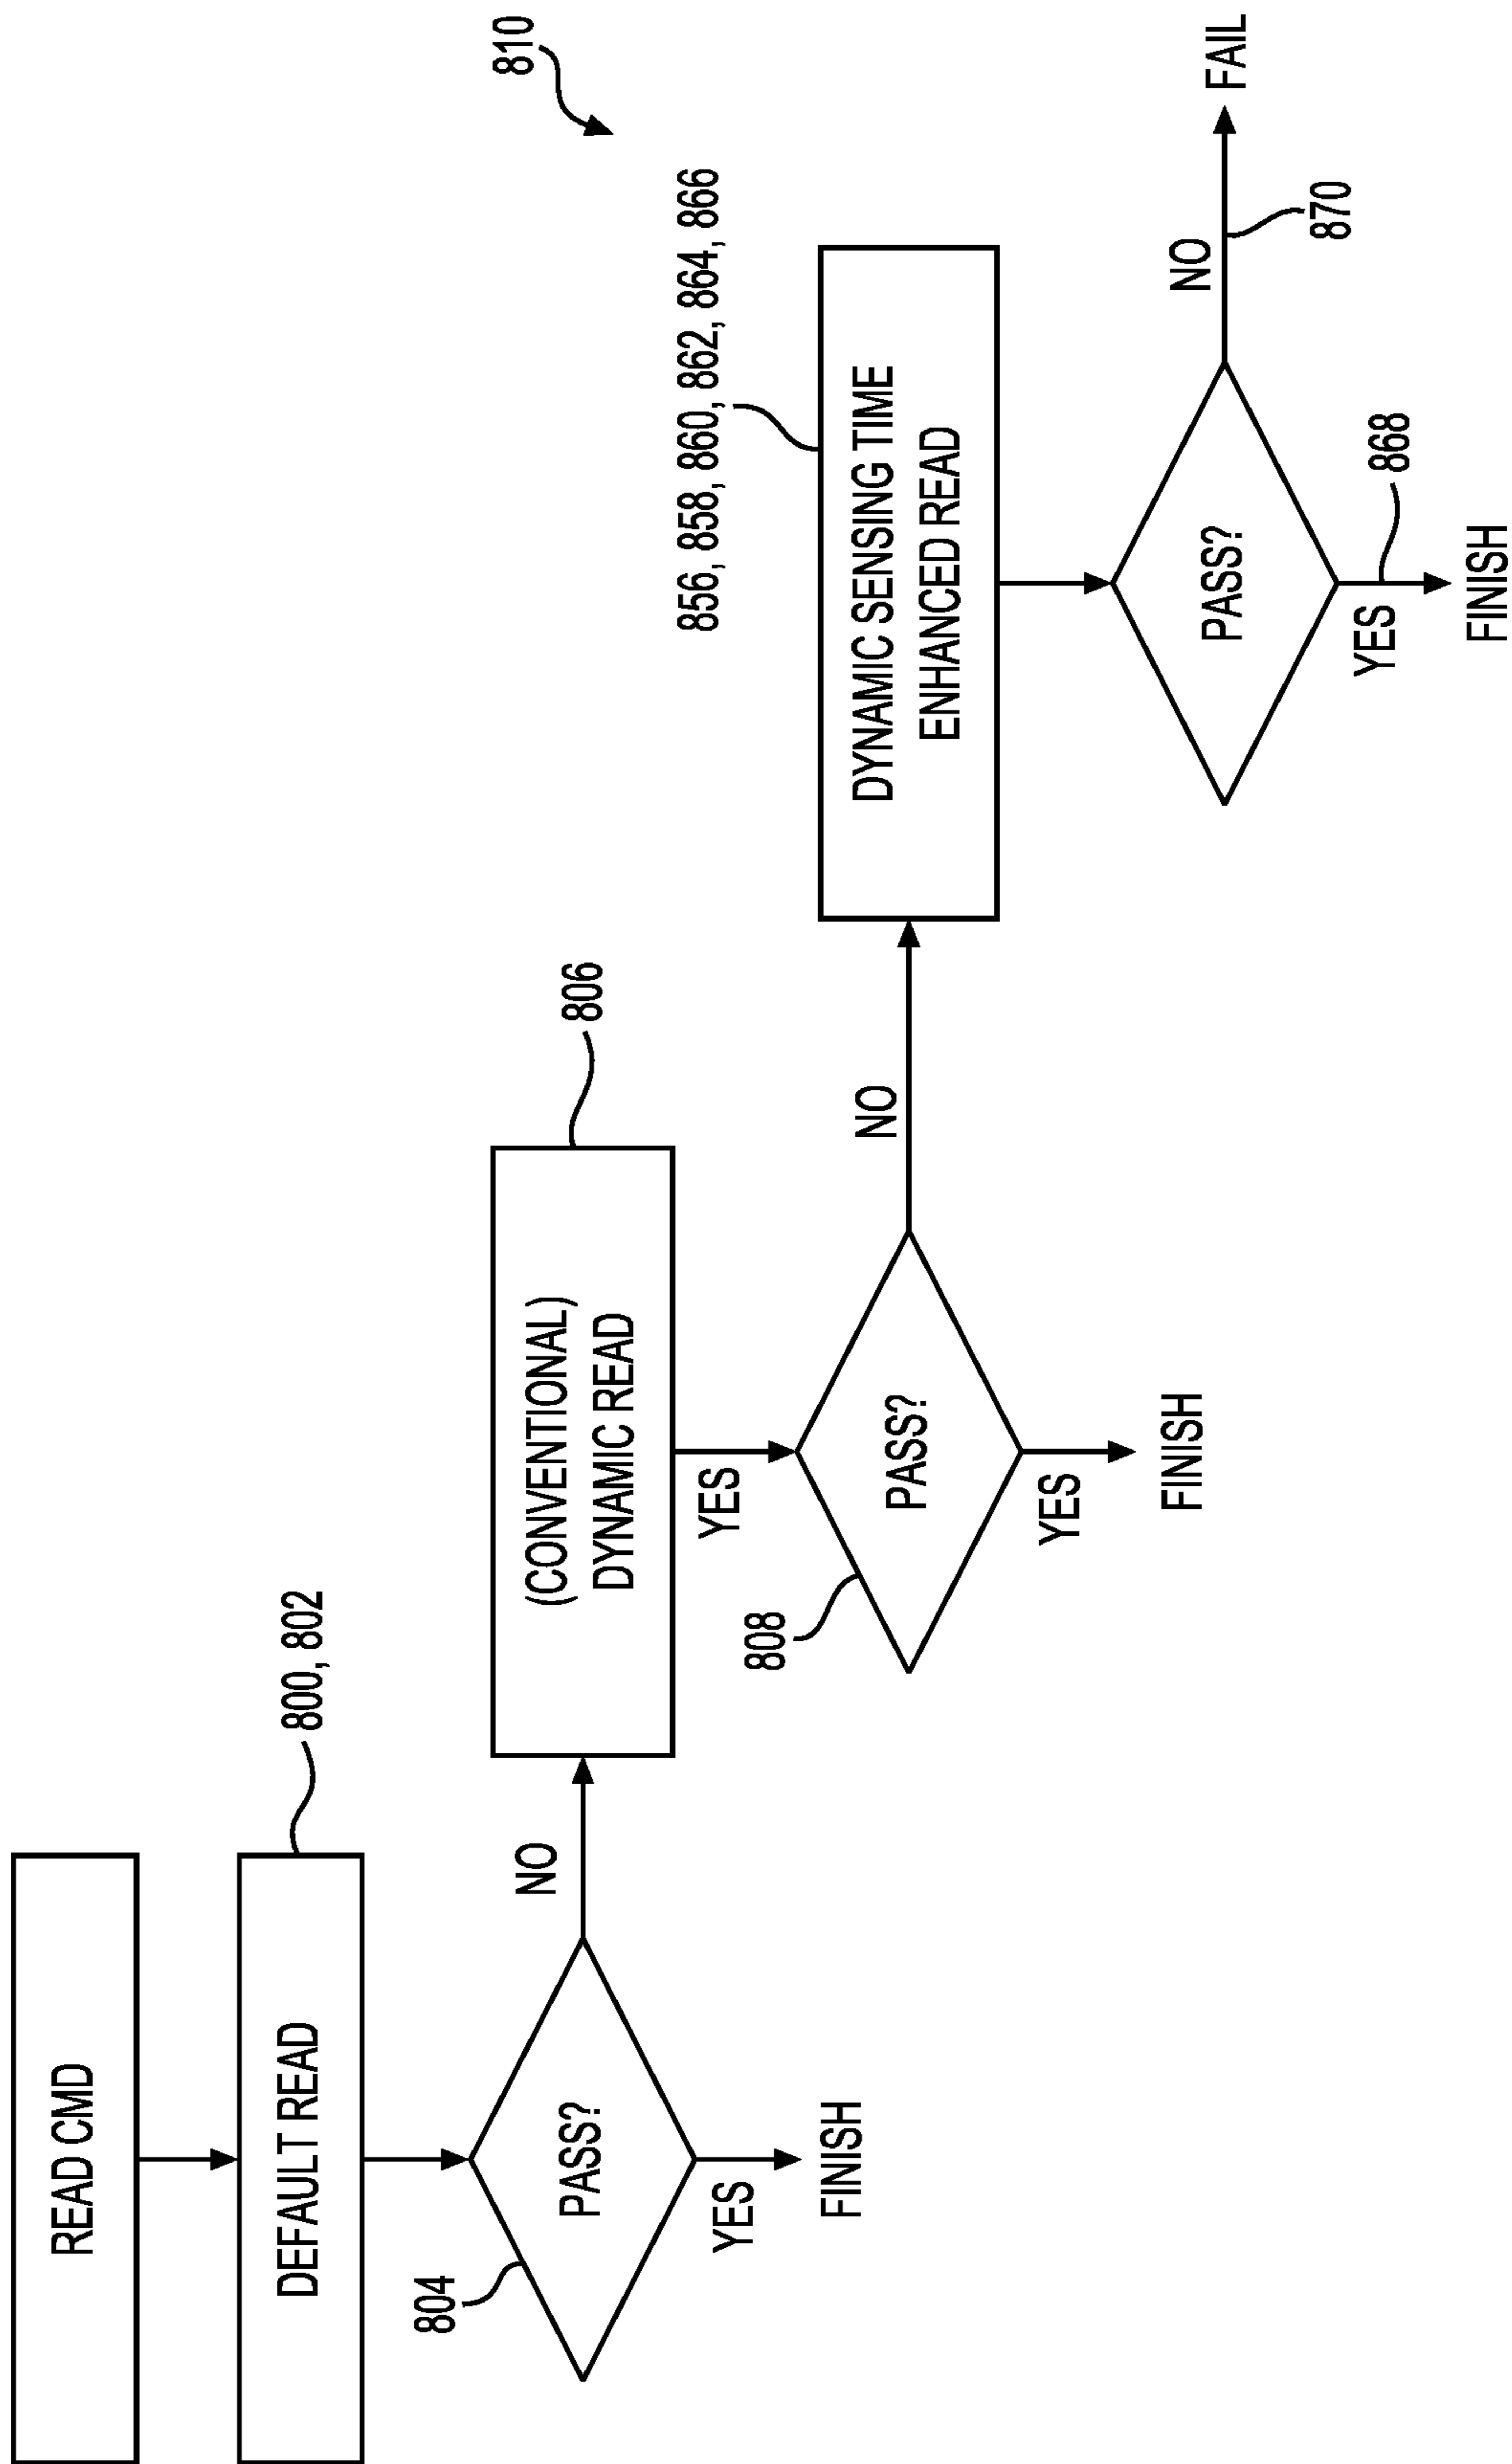 READ CMD
DEFAULT READ
800, 802
804
PASS?
NO
YES
FINISH
(CONVENTIONAL)
DYNAMIC READ
806
YES
808
PASS?
NO
YES
FINISH
810
856, 858, 860, 862, 864, 866
DYNAMIC SENSING TIME
ENHANCED READ
PASS?
NO
870
FAIL
YES
868
FINISH